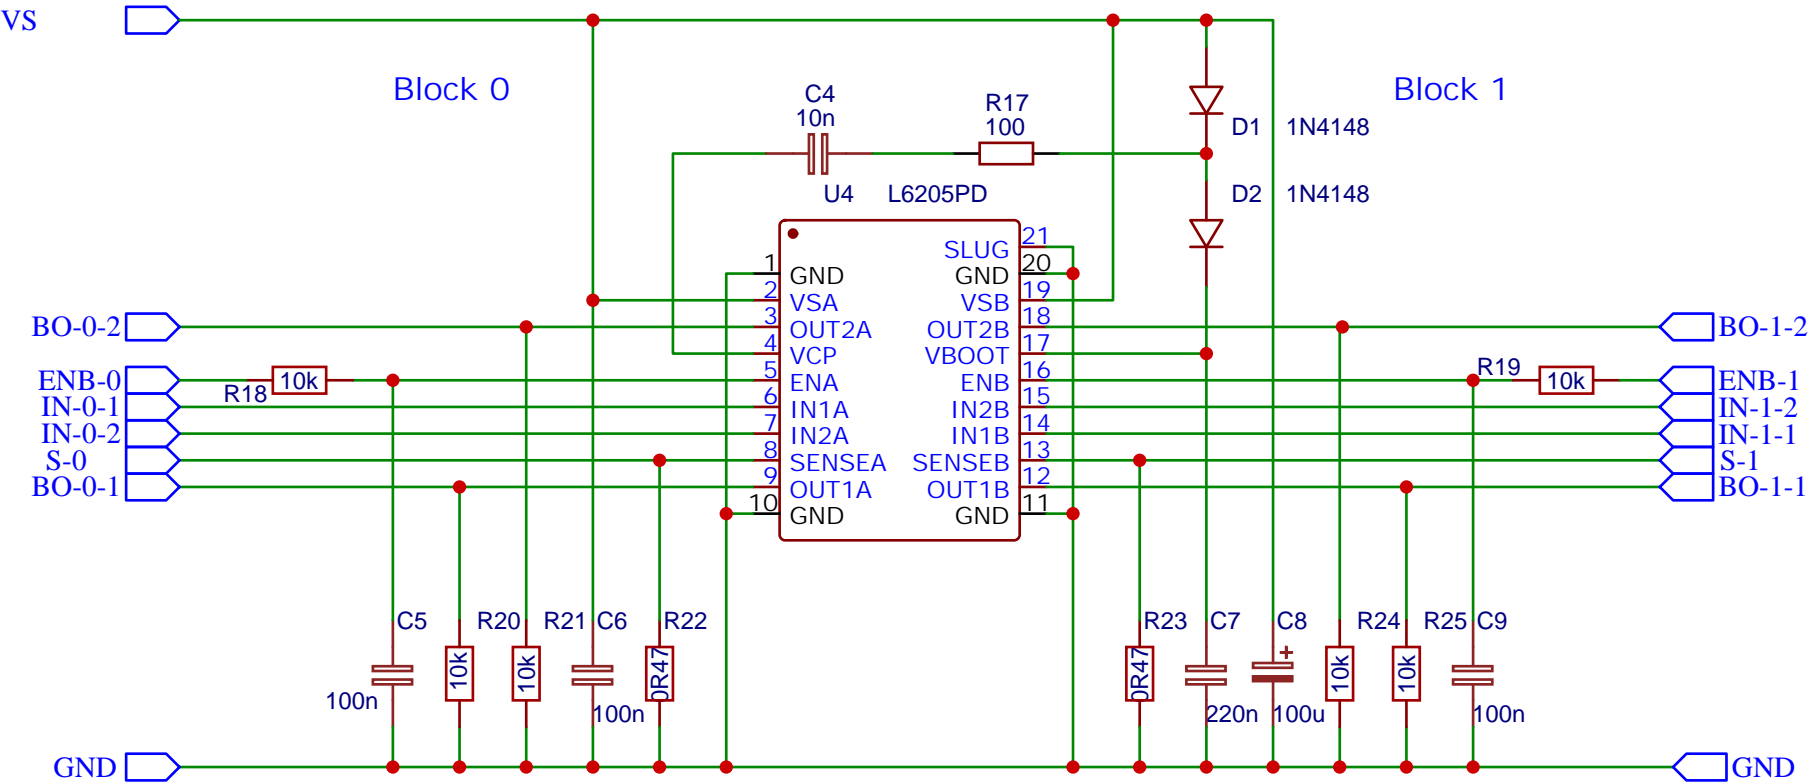 VS
Block 0
Block 1
C4
10n
R17
100
D1 1N4148
U4 L6205PD
D2 1N4148
SLUG 21
1 GND
GND 20
2 VSA
VSB 19
BO-0-2
3 OUT2A
OUT2B 18
BO-1-2
4 VCP
VBOOT 17
ENB-0
R18
10k
5 ENA
ENB 16
R19
10k
ENB-1
IN-0-1
6 IN1A
IN2B 15
IN-1-2
IN-0-2
7 IN2A
IN1B 14
IN-1-1
S-0
8 SENSEA
SENSEB 13
S-1
BO-0-1
9 OUT1A
OUT1B 12
BO-1-1
10 GND
GND 11
C5
100n
R20
10k
R21
10k
C6
100n
R22
0R47
R23
0R47
C7
220n
C8
+
100u
R24
10k
R25
10k
C9
100n
GND
GND